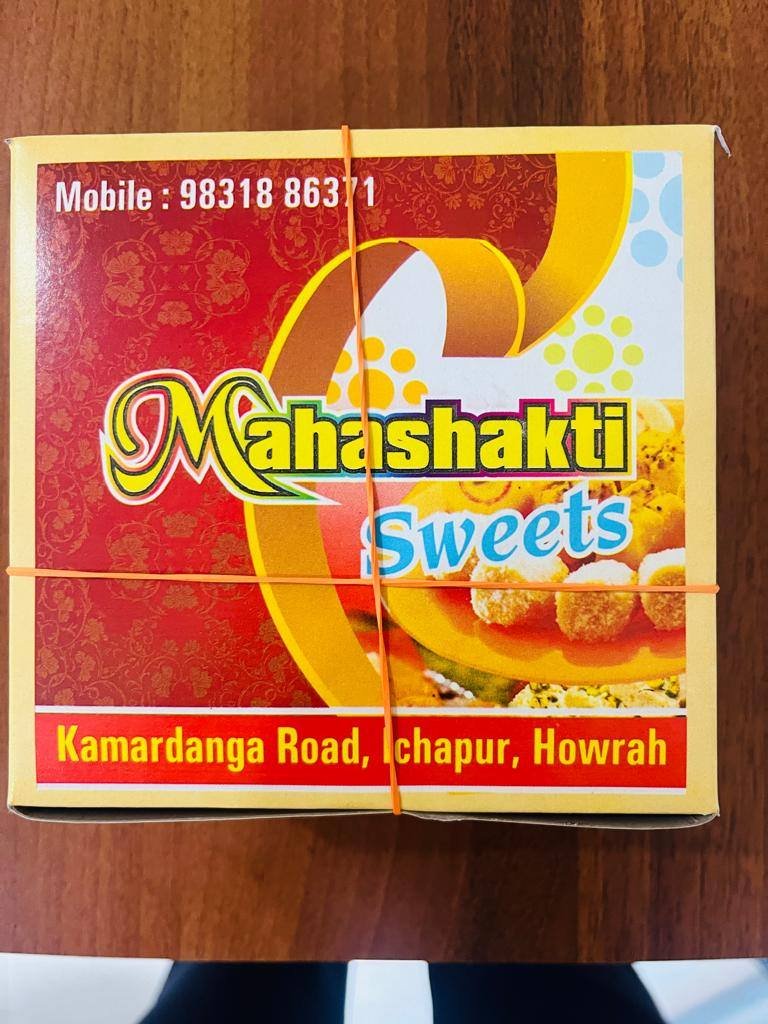 Mobile : 98318 86371
Mahashakti
Sweets
Kamardanga Road, Ichapur, Howrah